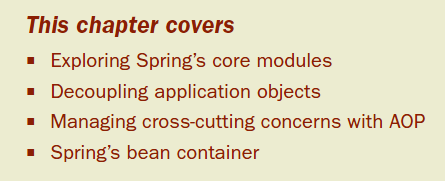 This chapter covers
▪ Exploring Spring's core modules
▪ Decoupling application objects
▪ Managing cross-cutting concerns with AOP
▪ Spring's bean container